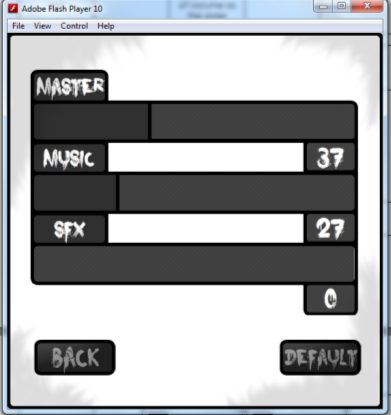 Adobe Flash Player 10
File View Control Help
MASTER
MUSIC 37
SFX 27
0
BACK DEFAULT